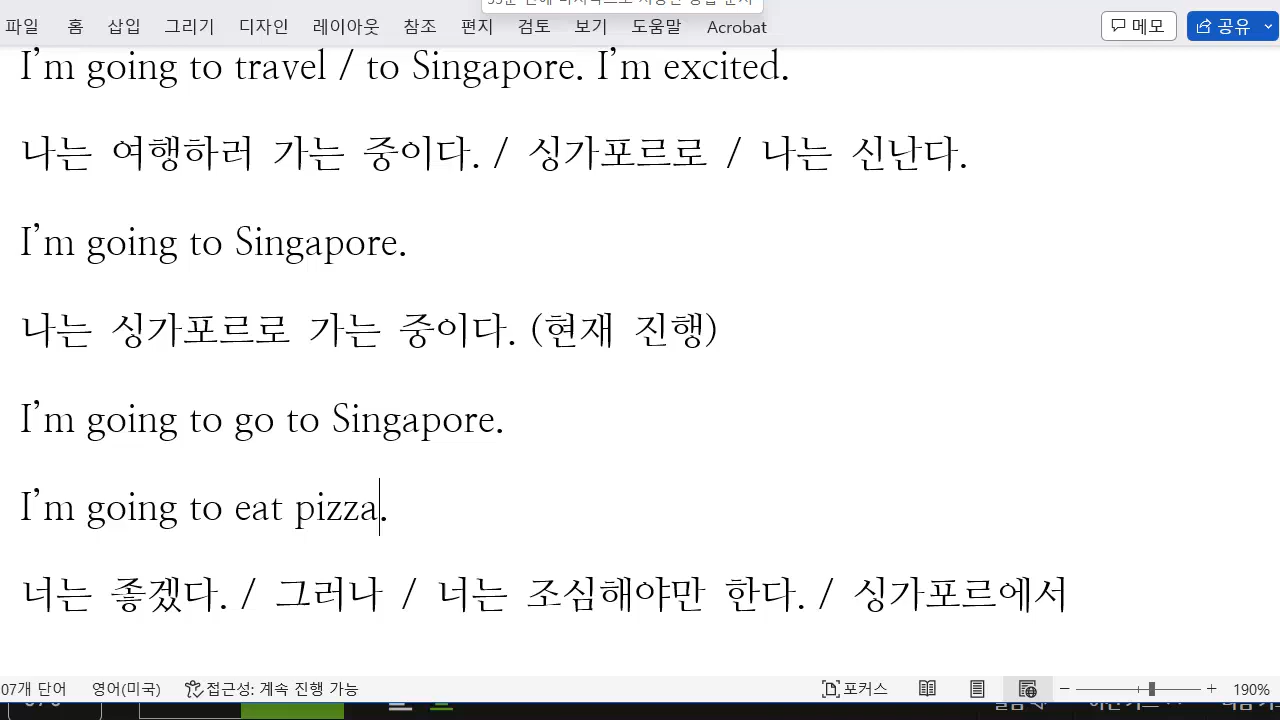 파일 홈 삽입 그리기 디자인 레이아웃 참조 편지 검토 보기 도움말 Acrobat 메모 공유
I'm going to travel / to Singapore. I'm excited.
나는 여행하러 가는 중이다. / 싱가포르로 / 나는 신난다.
I'm going to Singapore.
나는 싱가포르로 가는 중이다. (현재 진행)
I'm going to go to Singapore.
I'm going to eat pizza.
너는 좋겠다. / 그러나 / 너는 조심해야만 한다. / 싱가포르에서
07개 단어 영어(미국) 접근성: 계속 진행 가능 포커스 190%